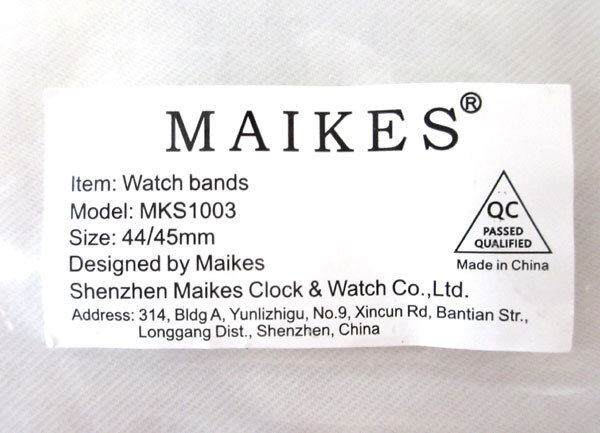 MAIKES®
Item: Watch bands
Model: MKS1003
Size: 44/45mm
Designed by Maikes
Shenzhen Maikes Clock & Watch Co.,Ltd.
Address: 314, Bldg A, Yunlizhigu, No.9, Xincun Rd, Bantian Str.,
Longgang Dist., Shenzhen, China
QC
PASSED
QUALIFIED
Made in China